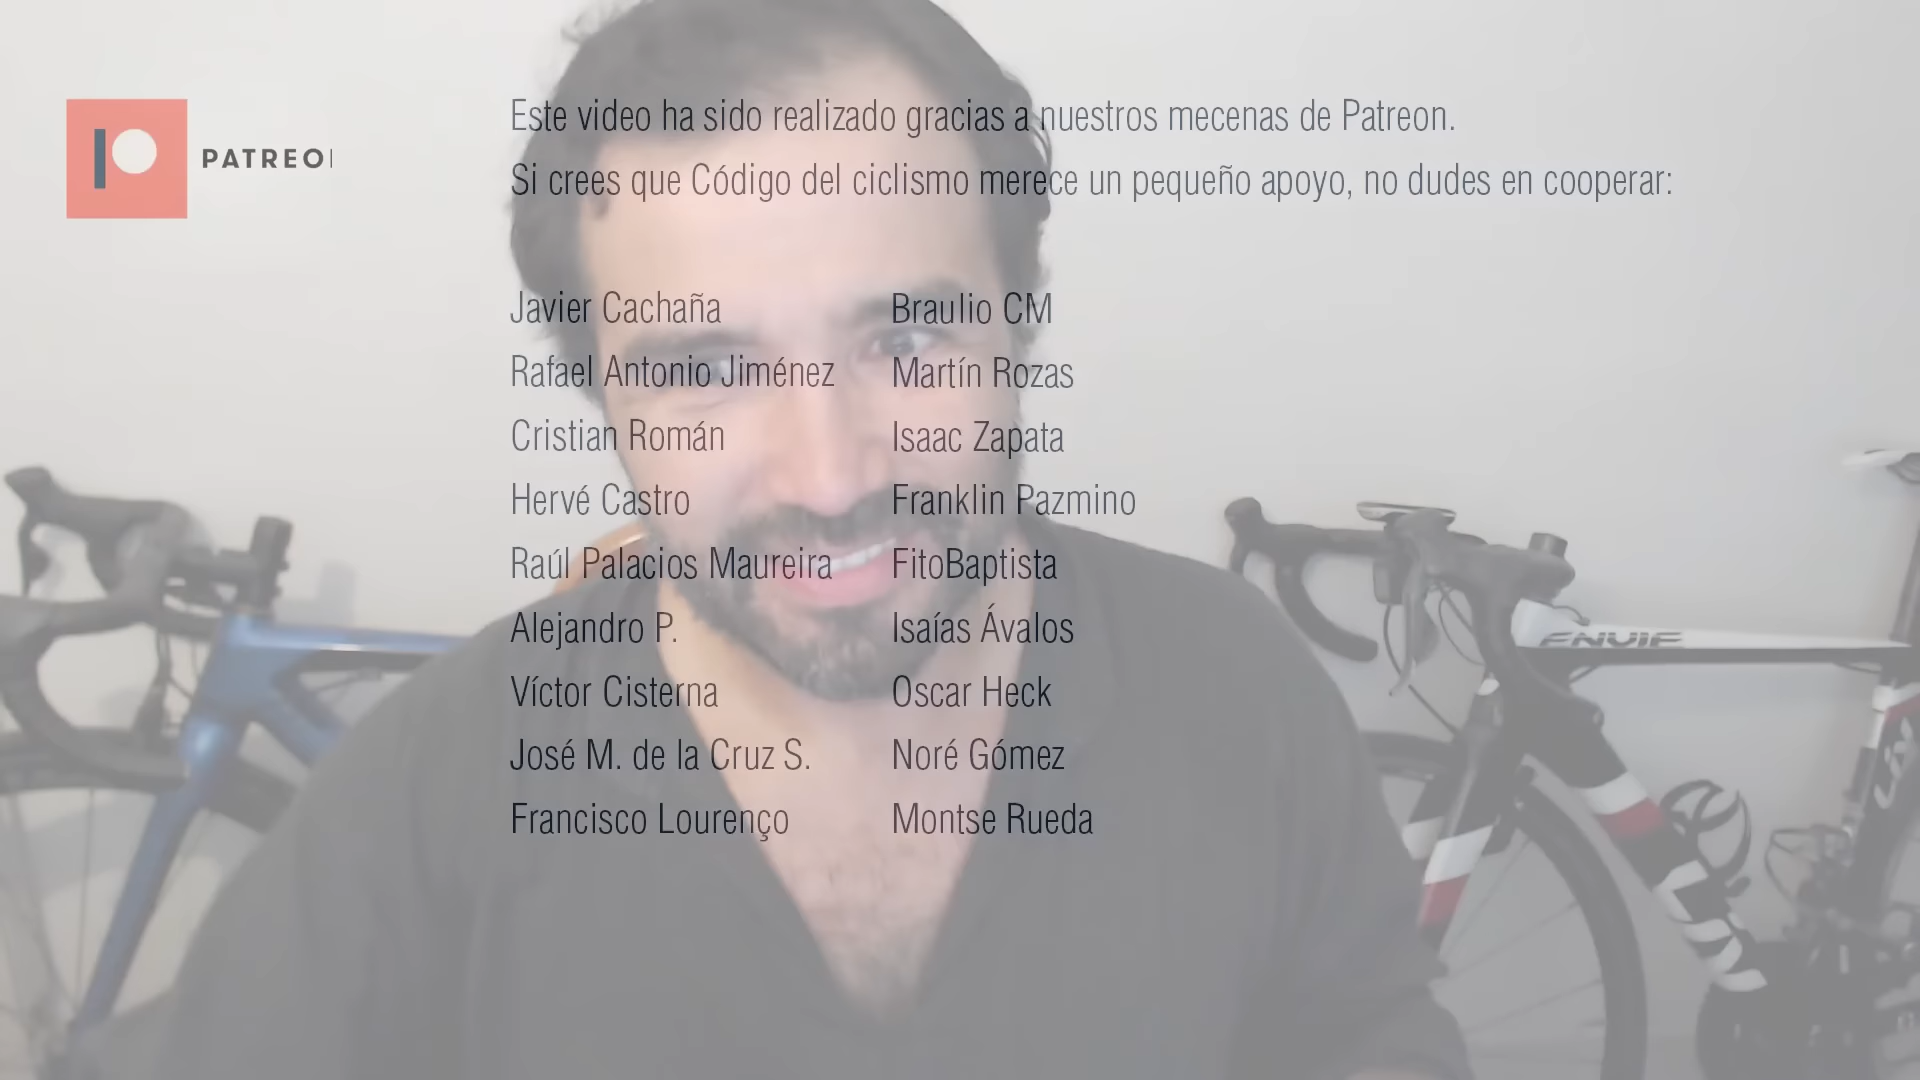 PATREO
Este video ha sido realizado gracias a nuestros mecenas de Patreon.
Si crees que Código del ciclismo merece un pequeño apoyo, no dudes en cooperar:
Javier Cachaña
Rafael Antonio Jiménez
Cristian Román
Hervé Castro
Raúl Palacios Maureira
Alejandro P.
Víctor Cisterna
José M. de la Cruz S.
Francisco Lourenço
Braulio CM
Martín Rozas
Isaac Zapata
Franklin Pazmino
FitoBaptista
Isaías Ávalos
Oscar Heck
Noré Gómez
Montse Rueda
ENVIE